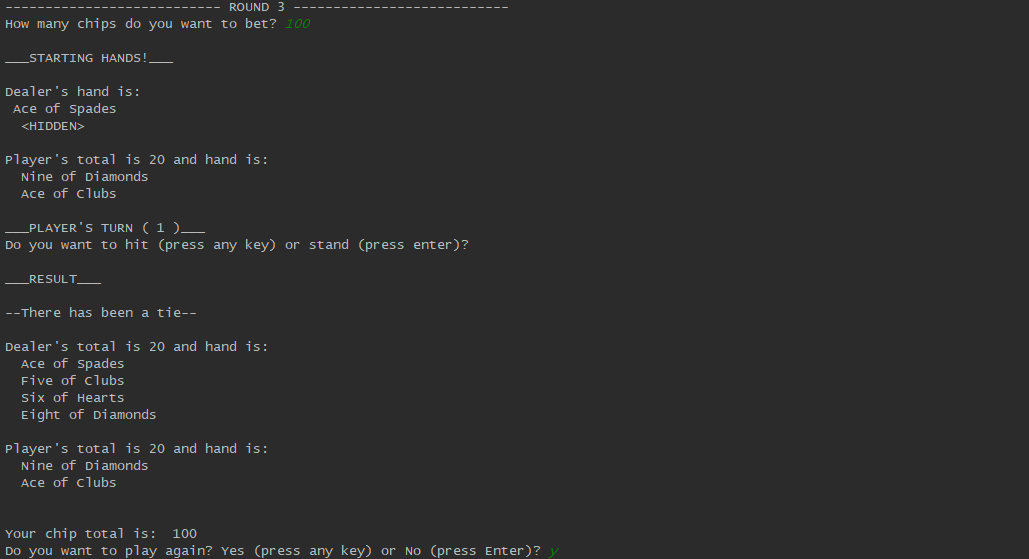 --------------------------- ROUND 3 ---------------------------
How many chips do you want to bet? 100
___STARTING HANDS!___
Dealer's hand is:
Ace of Spades
<HIDDEN>
Player's total is 20 and hand is:
Nine of Diamonds
Ace of Clubs
___PLAYER'S TURN ( 1 )___
Do you want to hit (press any key) or stand (press enter)?
___RESULT___
--There has been a tie--
Dealer's total is 20 and hand is:
Ace of Spades
Five of Clubs
Six of Hearts
Eight of Diamonds
Player's total is 20 and hand is:
Nine of Diamonds
Ace of Clubs
Your chip total is:  100
Do you want to play again? Yes (press any key) or No (press Enter)? y